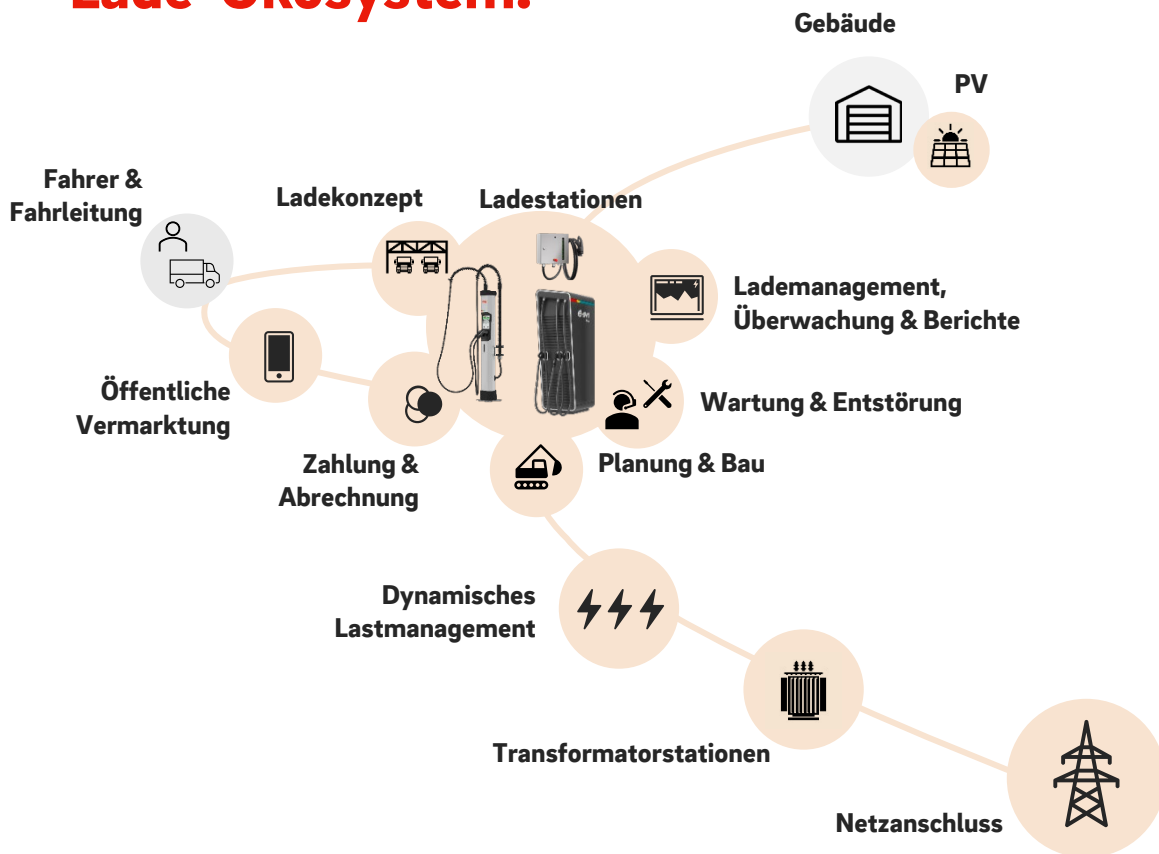 Lade-Ökosystem.
Gebäude
PV
Fahrer &
Fahrleitung
Ladekonzept
Ladestationen
Lademanagement,
Überwachung & Berichte
Öffentliche
Vermarktung
Wartung & Entstörung
Zahlung &
Abrechnung
Planung & Bau
Dynamisches
Lastmanagement
Transformatorstationen
Netzanschluss